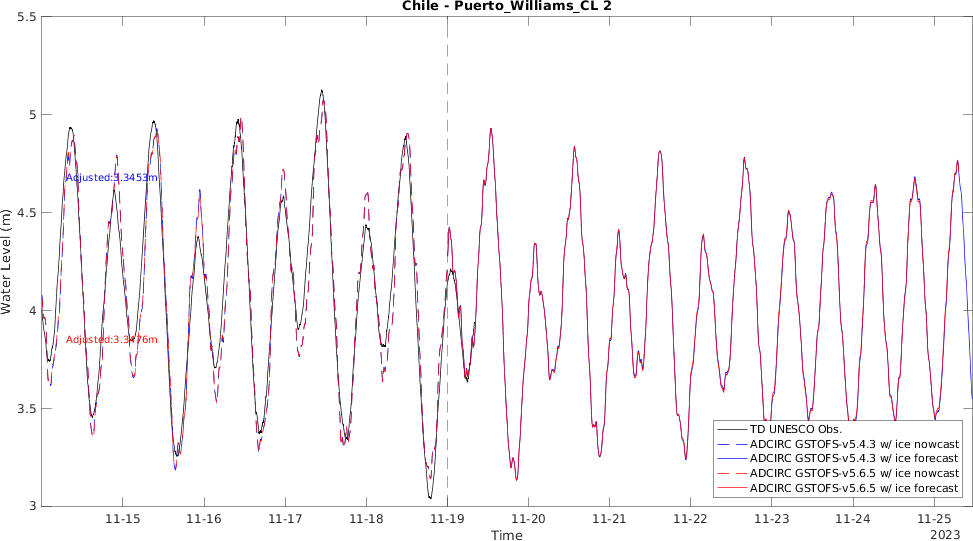 Chile - Puerto_Williams_CL 2
5.5
5
4.5
4
3.5
3
Water Level (m)
Adjusted:3.3453m
Adjusted:3.3476m
TD UNESCO Obs.
ADCIRC GSTOFS-v5.4.3 w/ ice nowcast
ADCIRC GSTOFS-v5.4.3 w/ ice forecast
ADCIRC GSTOFS-v5.6.5 w/ ice nowcast
ADCIRC GSTOFS-v5.6.5 w/ ice forecast
11-15 11-16 11-17 11-18 11-19 11-20 11-21 11-22 11-23 11-24 11-25
2023
Time